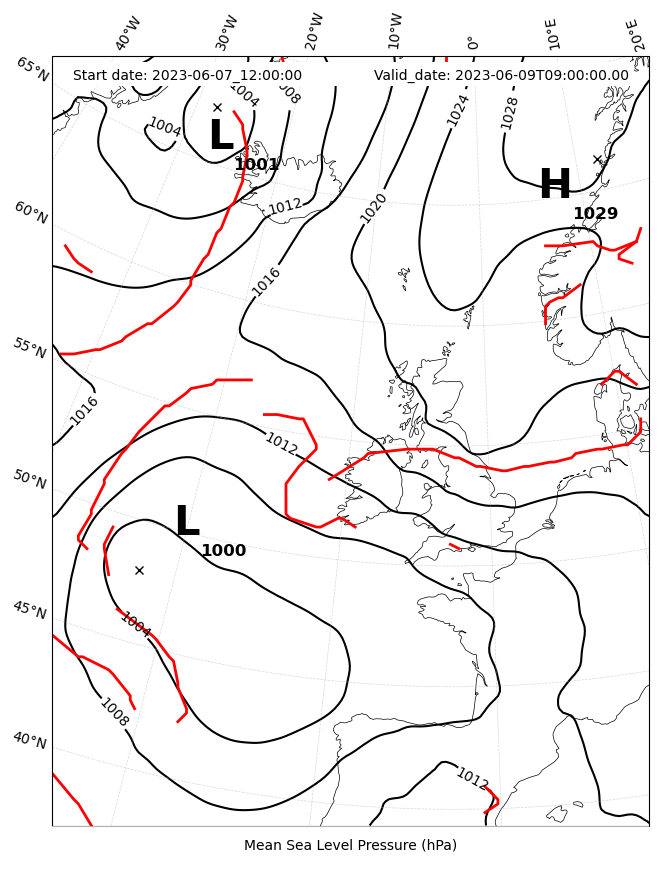 40°W 30°W 20°W 10°W 0° 10°E 20°E
Start date: 2023-06-07_12:00:00 Valid_date: 2023-06-09T09:00:00.00
65°N
60°N
55°N
50°N
45°N
40°N
1004
1004
L
1001
1012
1016
1020
1024
1028
H
1029
1016
1012
L
1000
1004
1008
1012
Mean Sea Level Pressure (hPa)